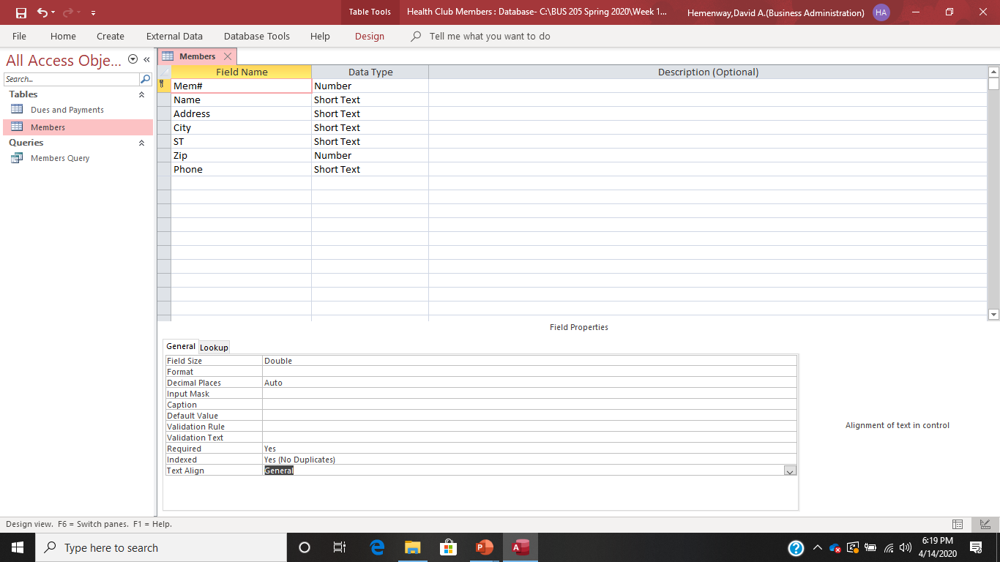 Table Tools Health Club Members : Database- C:\BUS 205 Spring 2020\Week 1... Hemenway,David A.(Business Administration) HA
File Home Create External Data Database Tools Help Design Tell me what you want to do
All Access Obje... «
Search...
Tables
Dues and Payments
Members
Queries
Members Query
Members
Field Name Data Type Description (Optional)
Mem# Number
Name Short Text
Address Short Text
City Short Text
ST Short Text
Zip Number
Phone Short Text
Field Properties
General Lookup
Field Size Double
Format
Decimal Places Auto
Input Mask
Caption
Default Value
Validation Rule
Validation Text
Required Yes
Indexed Yes (No Duplicates)
Text Align General
Alignment of text in control
Design view. F6 = Switch panes. F1 = Help.
Type here to search
6:19 PM
4/14/2020